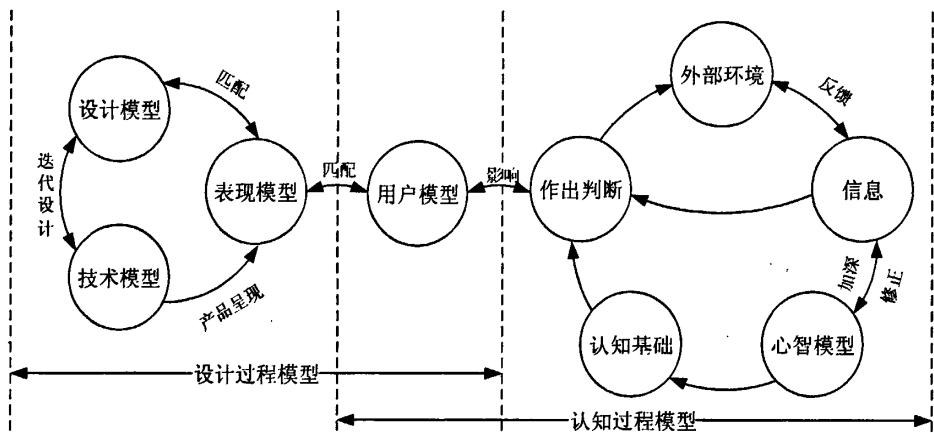 匹配
设计模型
迭代设计
表现模型
技术模型
产品呈现
匹配
用户模型
影响
外部环境
反馈
作出判断
信息
加深
修正
认知基础
心智模型
设计过程模型
认知过程模型